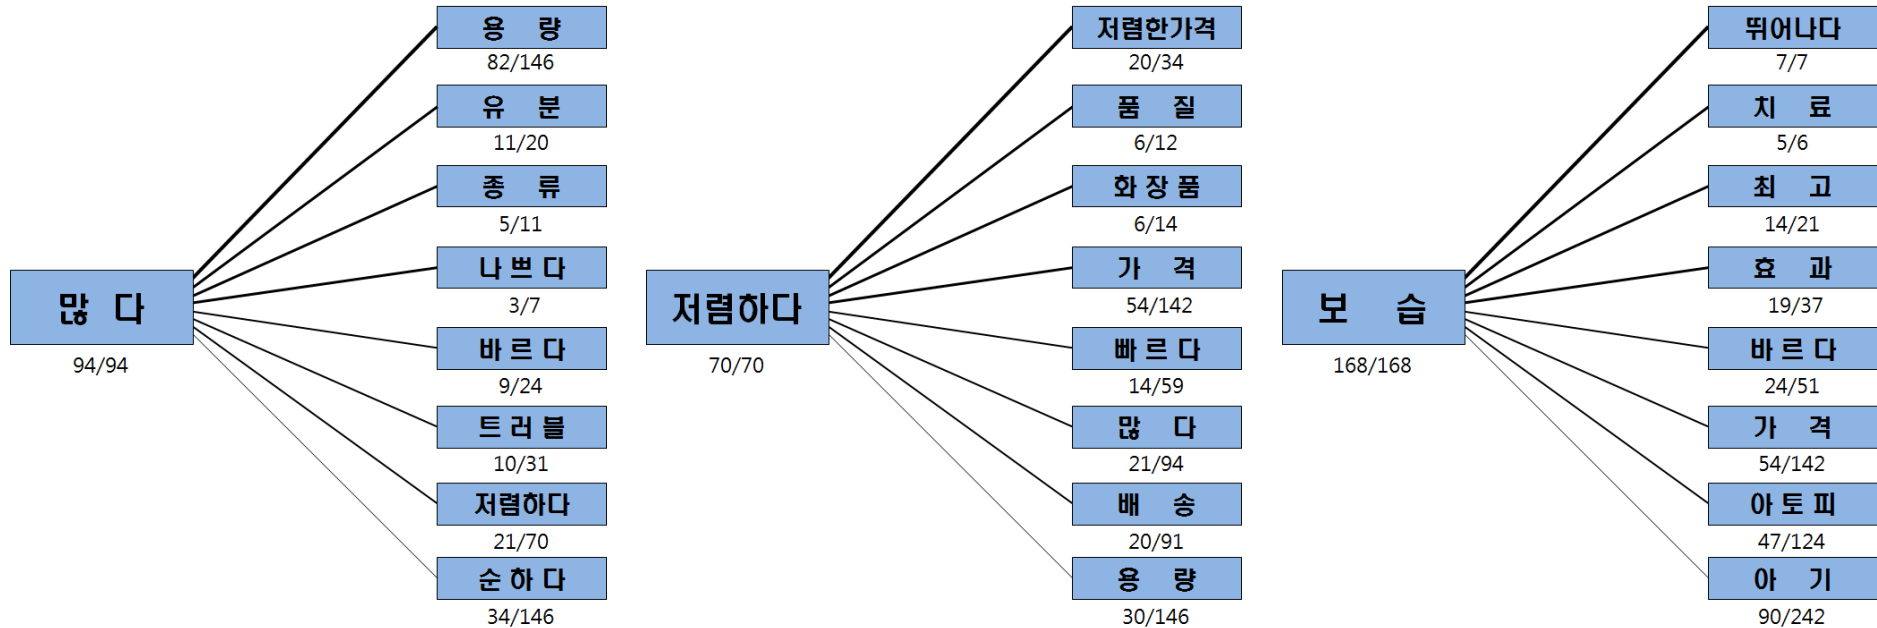 용 량
82/146
유 분
11/20
종 류
5/11
나쁘다
3/7
많 다
94/94
바르다
9/24
트러블
10/31
저렴하다
21/70
순하다
34/146
저렴한가격
20/34
품 질
6/12
화장품
6/14
가 격
54/142
저렴하다
70/70
빠르다
14/59
많 다
21/94
배 송
20/91
용 량
30/146
뛰어나다
7/7
치 료
5/6
최 고
14/21
효 과
19/37
보 습
168/168
바르다
24/51
가 격
54/142
아토피
47/124
아 기
90/242